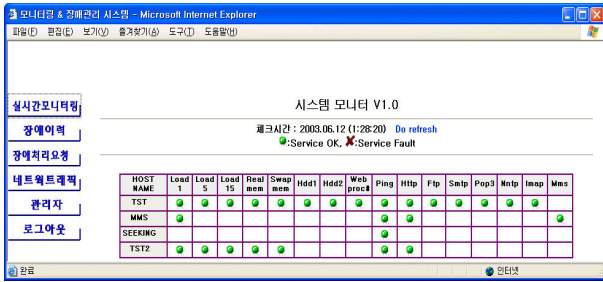 모니터링 & 장애관리 시스템 - Microsoft Internet Explorer
파일(F) 편집(E) 보기(V) 즐겨찾기(A) 도구(T) 도움말(H)
실시간모니터링
장애이력
장애처리요청
네트웍트래픽
관리자
로그아웃
시스템 모니터 V1.0
체크시간 : 2003.06.12 (1:28:20) Do refresh
:Service OK, :Service Fault
HOST NAME Load 1 Load 5 Load 15 Real mem Swap mem Hdd1 Hdd2 Web proc# Ping Http Ftp Smtp Pop3 Nntp Imap Mms
TST
MMS
SEEKING
TST2
완료 인터넷